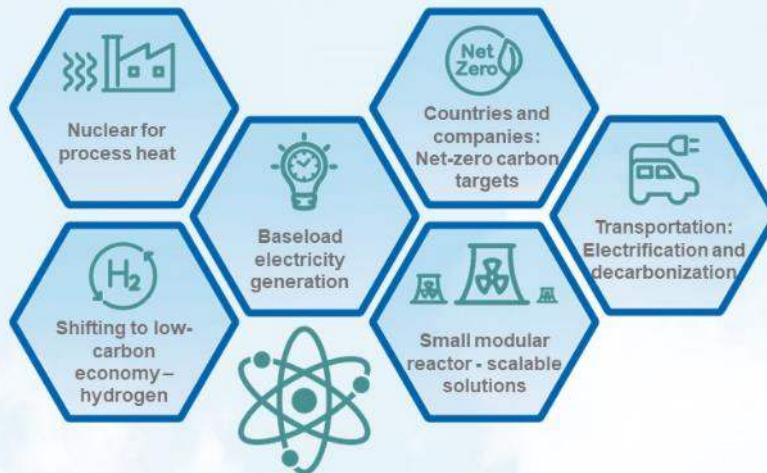 Nuclear for
process heat
Net
Zero
Countries and
companies:
Net-zero carbon
targets
Baseload
electricity
generation
Transportation:
Electrification and
decarbonization
H2
Shifting to low-
carbon
economy –
hydrogen
Small modular
reactor - scalable
solutions